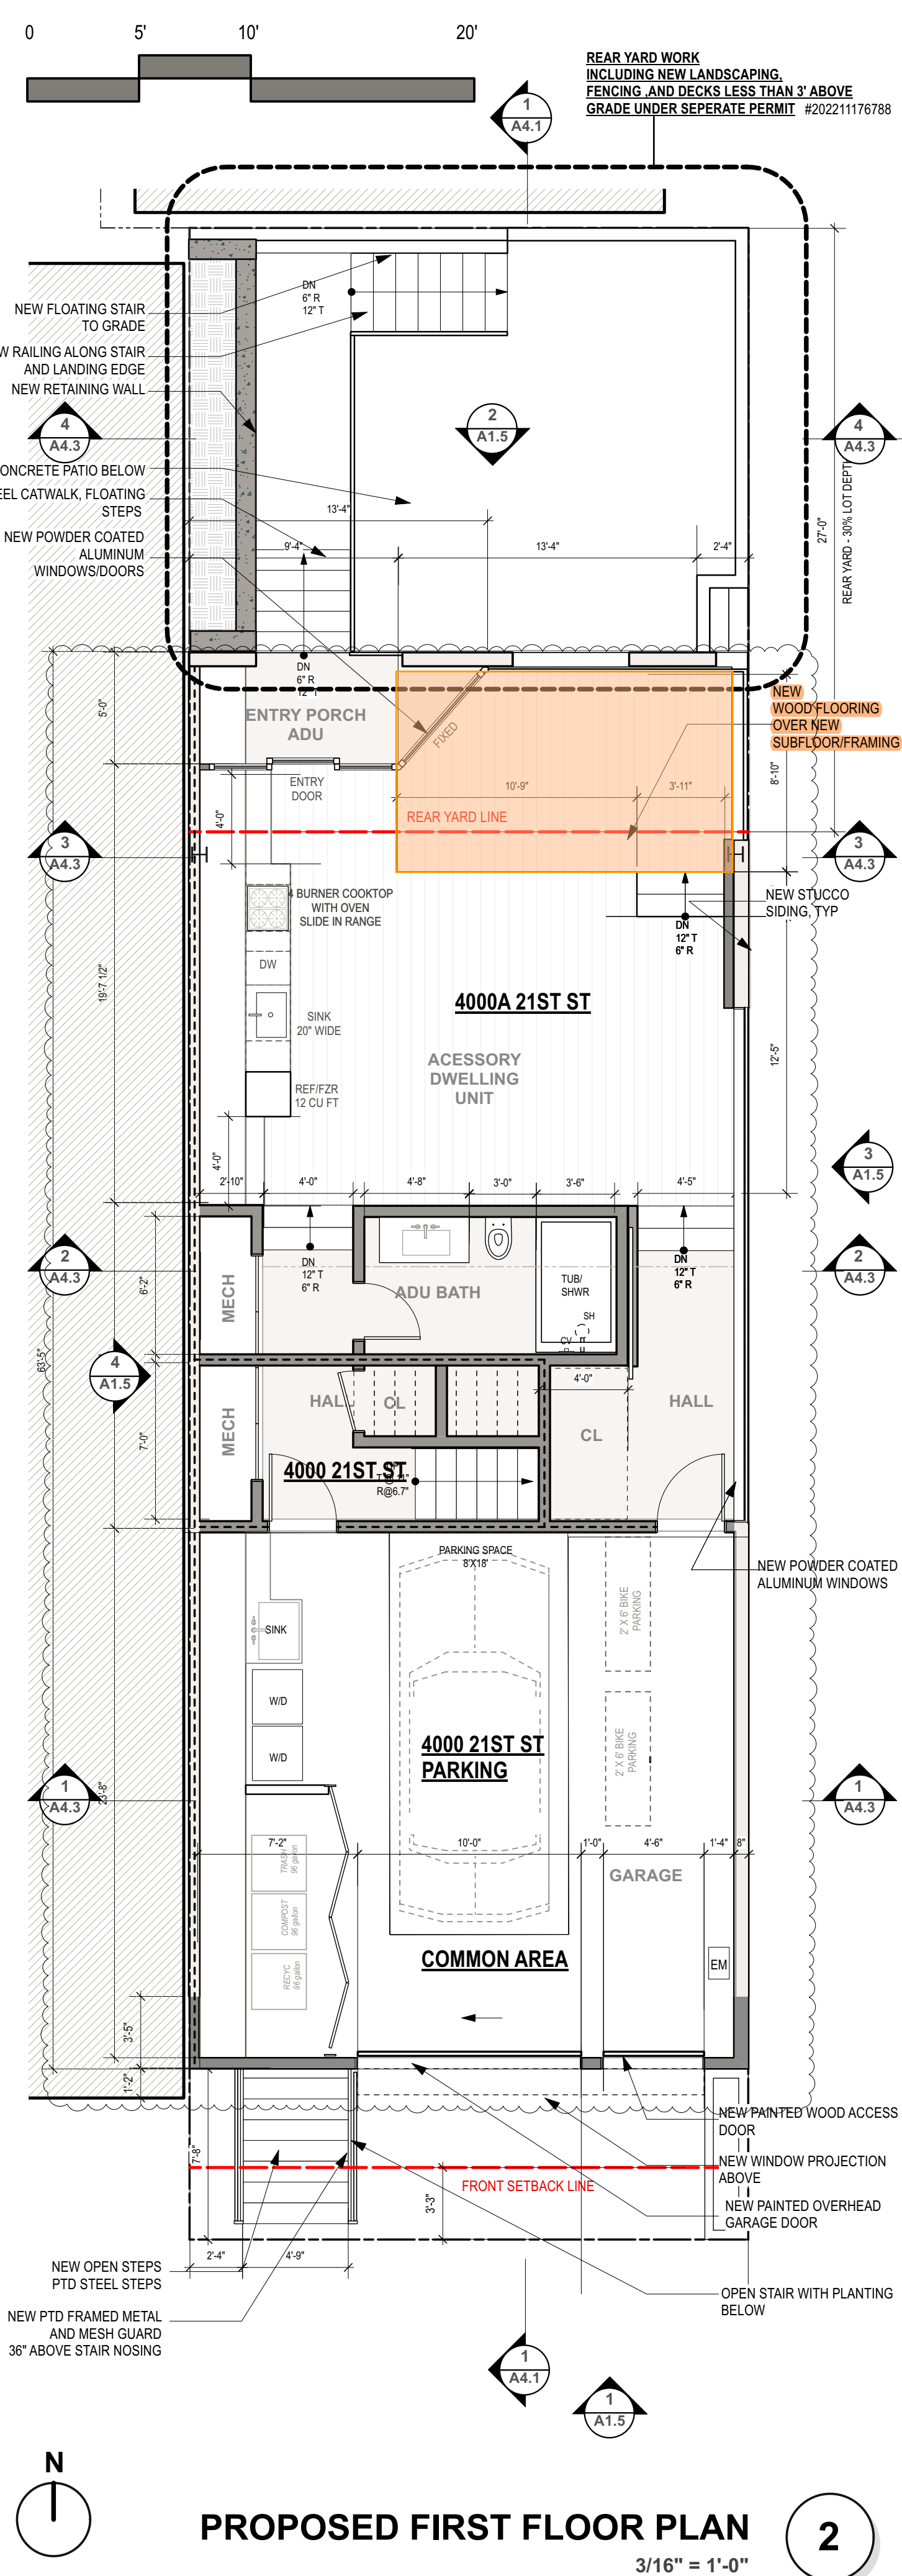 0 5' 10' 20'
REAR YARD WORK
INCLUDING NEW LANDSCAPING,
FENCING ,AND DECKS LESS THAN 3' ABOVE
GRADE UNDER SEPERATE PERMIT #202211176788
1
A4.1
DN
6" R
12" T
NEW FLOATING STAIR
TO GRADE
W RAILING ALONG STAIR
AND LANDING EDGE
NEW RETAINING WALL
4
A4.3
2
A1.5
4
A4.3
ONCRETE PATIO BELOW
EEL CATWALK, FLOATING
STEPS
13'-4"
NEW POWDER COATED
ALUMINUM
WINDOWS/DOORS
9'-4"
13'-4"
2'-4"
27'-0"
REAR YARD - 30% LOT DEPTH
DN
6" R
12" T
5'-0"
ENTRY PORCH
ADU
FIXED
NEW
WOOD FLOORING
OVER NEW
SUBFLOOR/FRAMING
8'-10"
ENTRY
DOOR
10'-9"
3'-11"
4'-0"
REAR YARD LINE
3
A4.3
3
A4.3
4 BURNER COOKTOP
WITH OVEN
SLIDE IN RANGE
NEW STUCCO
SIDING, TYP
DN
12" T
6" R
DW
19'-7 1/2"
4000A 21ST ST
SINK
20" WIDE
ACESSORY
DWELLING
UNIT
12'-5"
REF/FZR
12 CU FT
4'-0"
3
A1.5
2'-10"
4'-0"
4'-8"
3'-0"
3'-6"
4'-5"
2
A4.3
2
A4.3
DN
12" T
6" R
DN
12" T
6" R
6'-2"
MECH
ADU BATH
TUB/
SHWR
SH
CV
63'-5"
4
A1.5
4'-0"
MECH
HALL
CL
HALL
CL
7'-0"
4000 21ST ST
R@6.7"
PARKING SPACE
8'X18'
NEW POWDER COATED
ALUMINUM WINDOWS
2' X 6' BIKE
PARKING
SINK
W/D
W/D
2' X 6' BIKE
PARKING
4000 21ST ST
PARKING
1
A4.3
1
A4.3
23'-8"
7'-2"
10'-0"
1'-0"
4'-6"
1'-4"
8"
TRASH
96 gallon
GARAGE
COMPOST
96 gallon
COMMON AREA
EM
RECYC
96 gallon
3'-5"
1'-2"
NEW PAINTED WOOD ACCESS
DOOR
7'-8"
NEW WINDOW PROJECTION
ABOVE
FRONT SETBACK LINE
3'-3"
NEW PAINTED OVERHEAD
GARAGE DOOR
2'-4"
4'-9"
NEW OPEN STEPS
PTD STEEL STEPS
OPEN STAIR WITH PLANTING
BELOW
NEW PTD FRAMED METAL
AND MESH GUARD
36" ABOVE STAIR NOSING
1
A4.1
1
A1.5
N
PROPOSED FIRST FLOOR PLAN
2
3/16" = 1'-0"